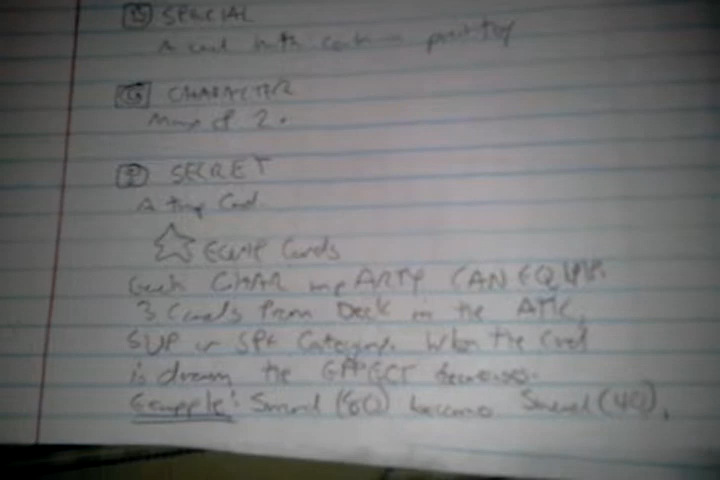 SPECIAL
A card with
CHARACTER
Max of 2.
SECRET
A trap Card
EQUIP Cards
Each CHAR in PARTY CAN EQUIP
3 Cards from Deck in the ATK,
SUP or SPC Category. When the Card
is drawn the EFFECT decreases.
Example: Sword (80) becomes Sword (40).